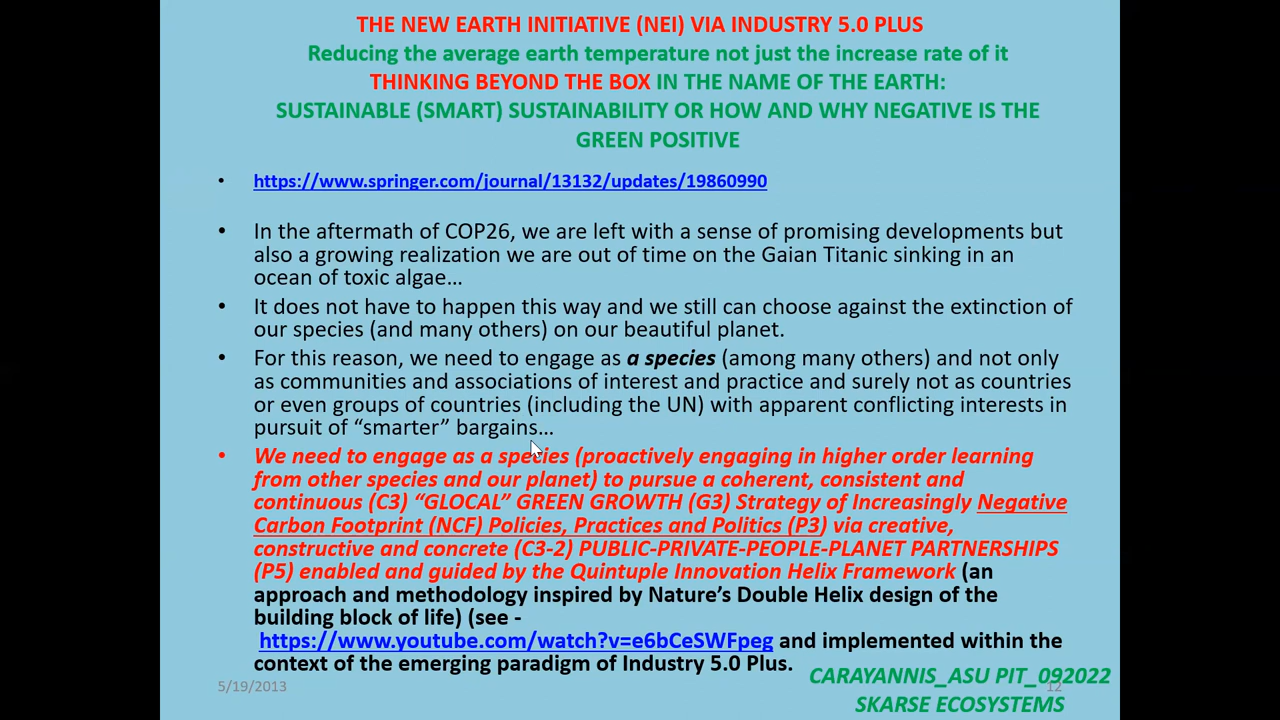 THE NEW EARTH INITIATIVE (NEI) VIA INDUSTRY 5.0 PLUS
Reducing the average earth temperature not just the increase rate of it
THINKING BEYOND THE BOX IN THE NAME OF THE EARTH:
SUSTAINABLE (SMART) SUSTAINABILITY OR HOW AND WHY NEGATIVE IS THE
GREEN POSITIVE
• https://www.springer.com/journal/13132/updates/19860990
• In the aftermath of COP26, we are left with a sense of promising developments but
also a growing realization we are out of time on the Gaian Titanic sinking in an
ocean of toxic algae…
• It does not have to happen this way and we still can choose against the extinction of
our species (and many others) on our beautiful planet.
• For this reason, we need to engage as a species (among many others) and not only
as communities and associations of interest and practice and surely not as countries
or even groups of countries (including the UN) with apparent conflicting interests in
pursuit of “smarter” bargains…
• We need to engage as a species (proactively engaging in higher order learning
from other species and our planet) to pursue a coherent, consistent and
continuous (C3) “GLOCAL” GREEN GROWTH (G3) Strategy of Increasingly Negative
Carbon Footprint (NCF) Policies, Practices and Politics (P3) via creative,
constructive and concrete (C3-2) PUBLIC-PRIVATE-PEOPLE-PLANET PARTNERSHIPS
(P5) enabled and guided by the Quintuple Innovation Helix Framework (an
approach and methodology inspired by Nature’s Double Helix design of the
building block of life) (see -
https://www.youtube.com/watch?v=e6bCeSWFpeg and implemented within the
context of the emerging paradigm of Industry 5.0 Plus.
5/19/2013
12
CARAYANNIS_ASU PIT_092022
SKARSE ECOSYSTEMS